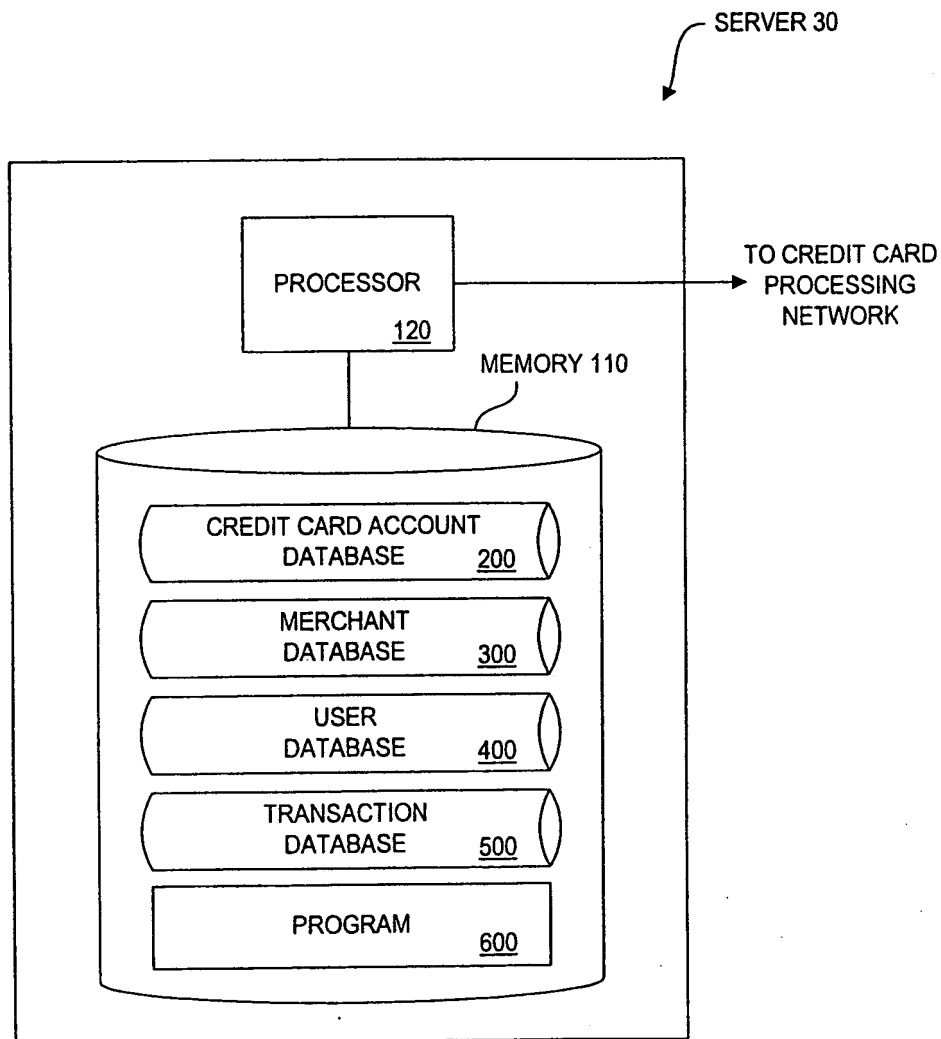 SERVER 30
PROCESSOR
120
TO CREDIT CARD
PROCESSING
NETWORK
MEMORY 110
CREDIT CARD ACCOUNT
DATABASE 200
MERCHANT
DATABASE 300
USER
DATABASE 400
TRANSACTION
DATABASE 500
PROGRAM
600